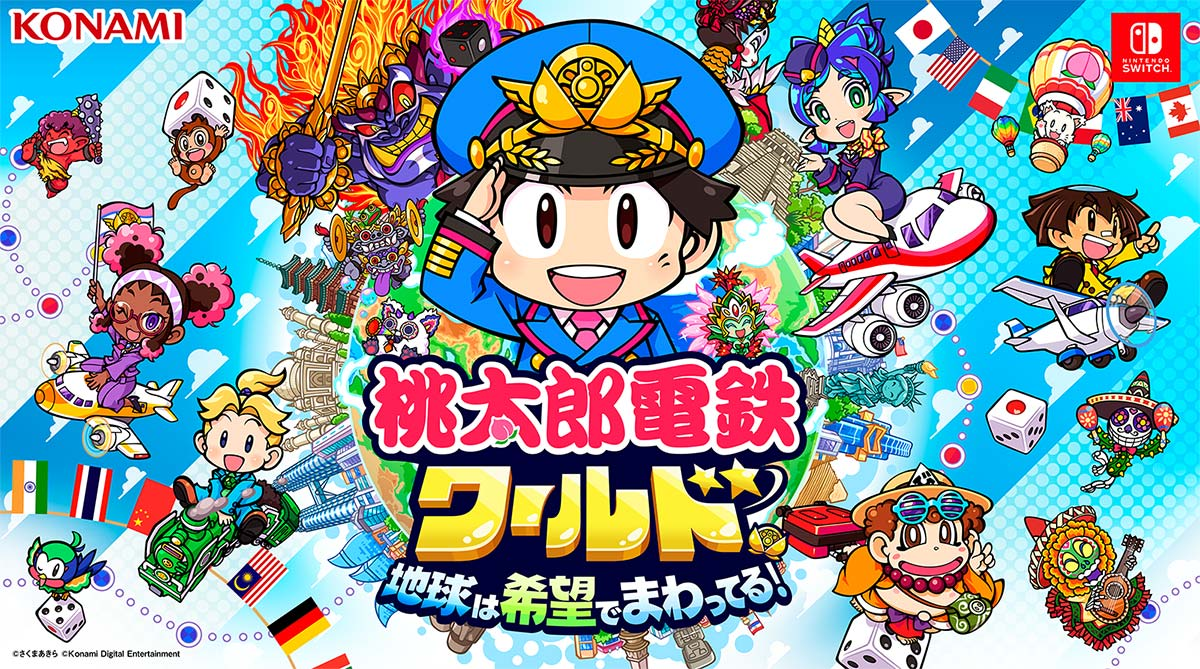 KONAMI
NINTENDO
SWITCH
桃太郎電鉄
ワールド
地球は希望でまわってる!
©さくまあきら ©Konami Digital Entertainment